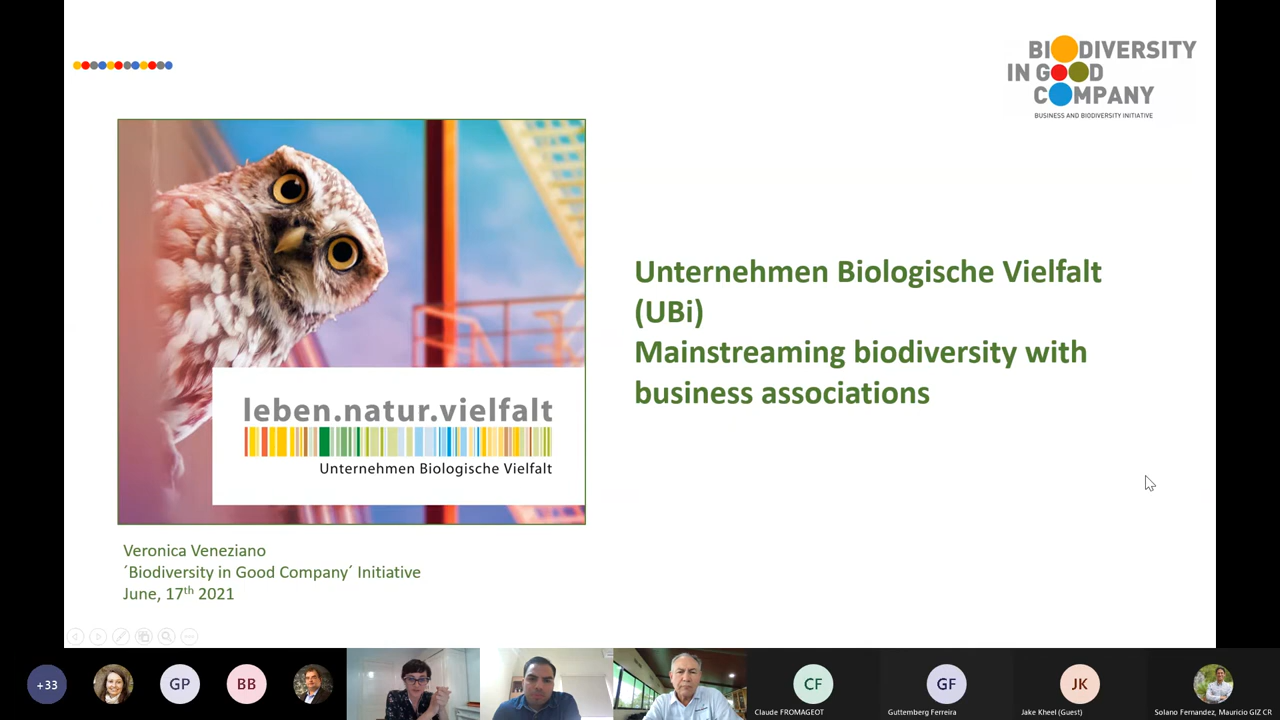 BIODIVERSITY
IN GOOD
COMPANY
BUSINESS AND BIODIVERSITY INITIATIVE
Unternehmen Biologische Vielfalt
(UBi)
Mainstreaming biodiversity with
business associations
leben.natur.vielfalt
Unternehmen Biologische Vielfalt
Veronica Veneziano
´Biodiversity in Good Company´ Initiative
June, 17th 2021
+33
GP
BB
CF
GF
JK
Claude FROMAGEOT
Guttemberg Ferreira
Jake Kheel (Guest)
Solano Fernandez, Mauricio GIZ CR